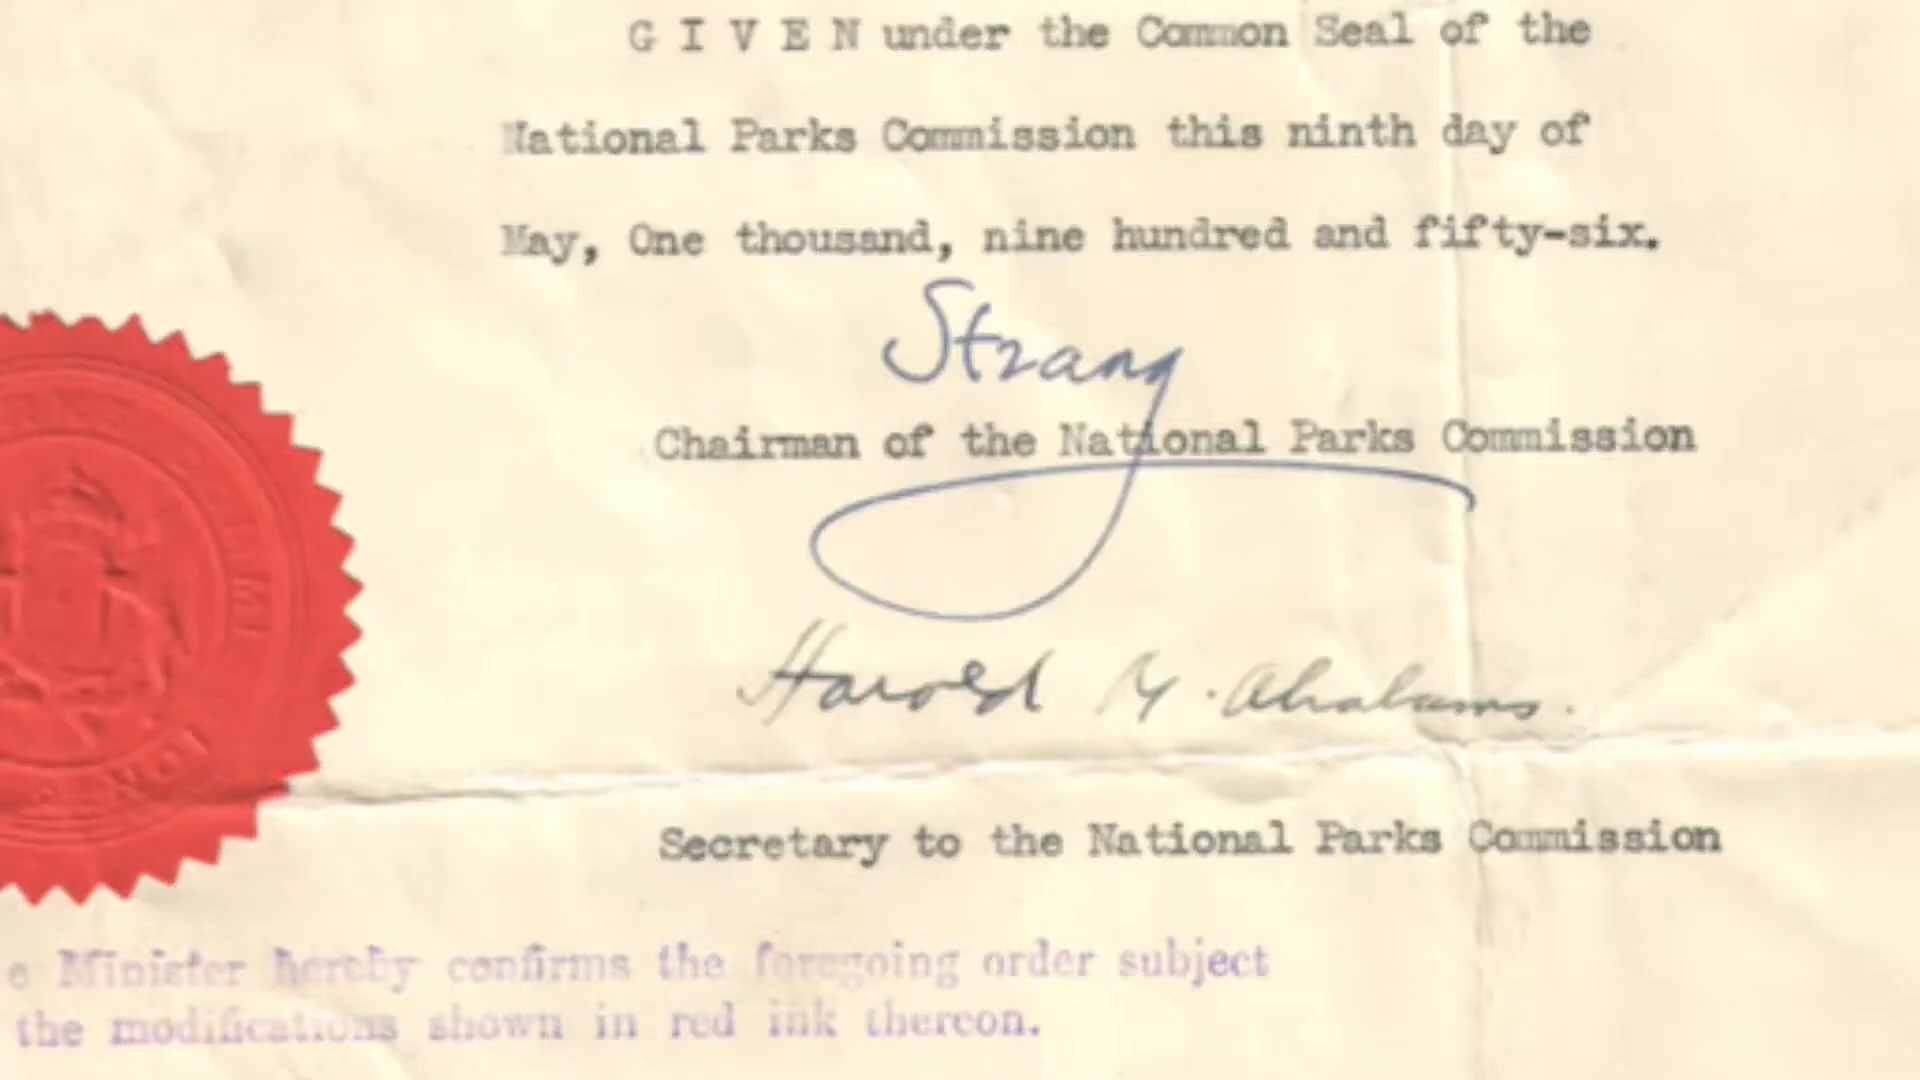 G I V E N under the Common Seal of the
National Parks Commission this ninth day of
May, One thousand, nine hundred and fifty-six.
Strang
Chairman of the National Parks Commission
Harold M. Abrahams.
Secretary to the National Parks Commission
e Minister hereby confirms the foregoing order subject
the modifications shown in red ink thereon.